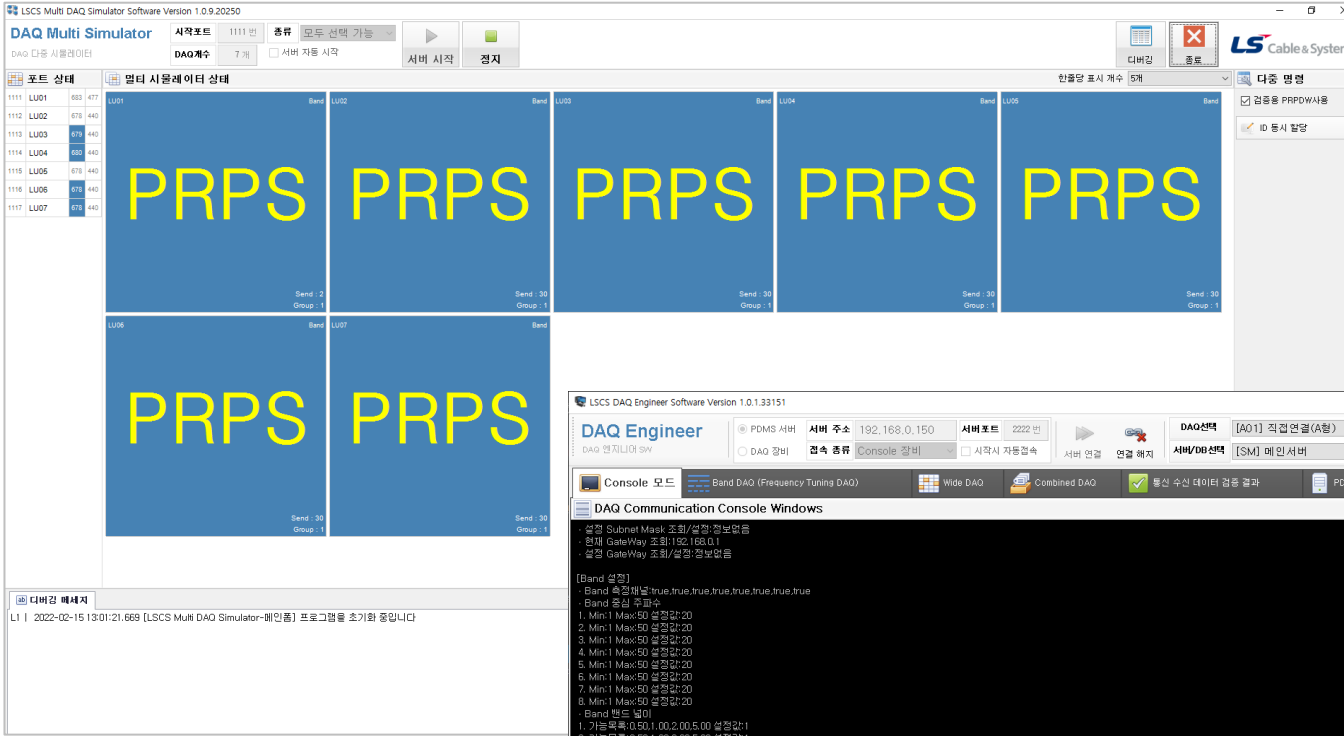 LSCS Multi DAQ Simulator Software Version 1.0.9.20250
DAQ Multi Simulator
DAQ 다중 시뮬레이터
시작포트 1111 번 종류 모두 선택 가능
DAQ개수 7 개 서버 자동 시작
서버 시작 정지
디버깅 종료
LS Cable & System
포트 상태
멀티 시뮬레이터 상태
한줄당 표시 개수 5개
다중 명령
검증용 PRPDW사용
ID 동시 할당
1111 LU01 683 477
1112 LU02 678 440
1113 LU03 679 440
1114 LU04 680 440
1115 LU05 678 440
1116 LU06 678 440
1117 LU07 678 440
LU01 Band LU02 Band LU03 Band LU04 Band LU05 Band
PRPS PRPS PRPS PRPS PRPS
Send : 2 Send : 30 Send : 30 Send : 30 Send : 30
Group : 1 Group : 1 Group : 1 Group : 1 Group : 1
LU06 Band LU07 Band
PRPS PRPS
Send : 30 Send : 30
Group : 1 Group : 1
디버깅 메세지
L1 | 2022-02-15 13:01:21.669 [LSCS Multi DAQ Simulator-메인폼] 프로그램을 초기화 중입니다
LSCS DAQ Engineer Software Version 1.0.1.33151
DAQ Engineer
DAQ 엔지니어 SW
PDMS 서버 서버 주소 192.168.0.150 서버포트 2222 번
DAQ 장비 접속 종류 Console 장비 시작시 자동접속
서버 연결 연결 해지
DAQ선택 [A01] 직접연결(A형)
서버/DB선택 [SM] 메인서버
Console 모드 Band DAQ (Frequency Tuning DAQ) Wide DAQ Combined DAQ 통신 수신 데이터 검증 결과 PD
DAQ Communication Console Windows
· 설정 Subnet Mask 조회/설정:정보없음
· 현재 GateWay 조회:192.168.0.1
· 설정 GateWay 조회/설정:정보없음
[Band 설정]
· Band 측정채널:true,true,true,true,true,true,true,true
· Band 중심 주파수
1. Min:1 Max:50 설정값:20
2. Min:1 Max:50 설정값:20
3. Min:1 Max:50 설정값:20
4. Min:1 Max:50 설정값:20
5. Min:1 Max:50 설정값:20
6. Min:1 Max:50 설정값:20
7. Min:1 Max:50 설정값:20
8. Min:1 Max:50 설정값:20
· Band 밴드 넓이
1. 가능목록:0.50,1.00,2.00,5.00 설정값:1